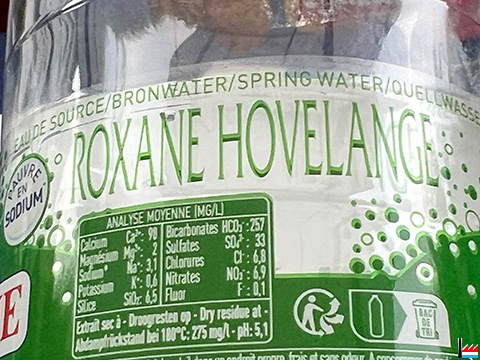 EAU DE SOURCE/BRONWATER/SPRING WATER/QUELLWASSE
ROXANE HOVELANGE
PAUVRE
EN
SODIUM
ANALYSE MOYENNE (MG/L)
Calcium Ca²⁺: 98 Bicarbonates HCO₃⁻: 257
Magnésium Mg²⁺: 2 Sulfates SO₄²⁻: 33
Sodium* Na⁺: 3,1 Chlorures Cl⁻: 6,8
Potassium K⁺: 0,6 Nitrates NO₃⁻: 6,9
Silice SiO₂: 6,5 Fluor F⁻: 0,1
Extrait sec à - Droogresten op - Dry residue at -
Abdampfrückstand bei 180°C: 275 mg/l - pH: 5,1
E
BAC
DE
TRI